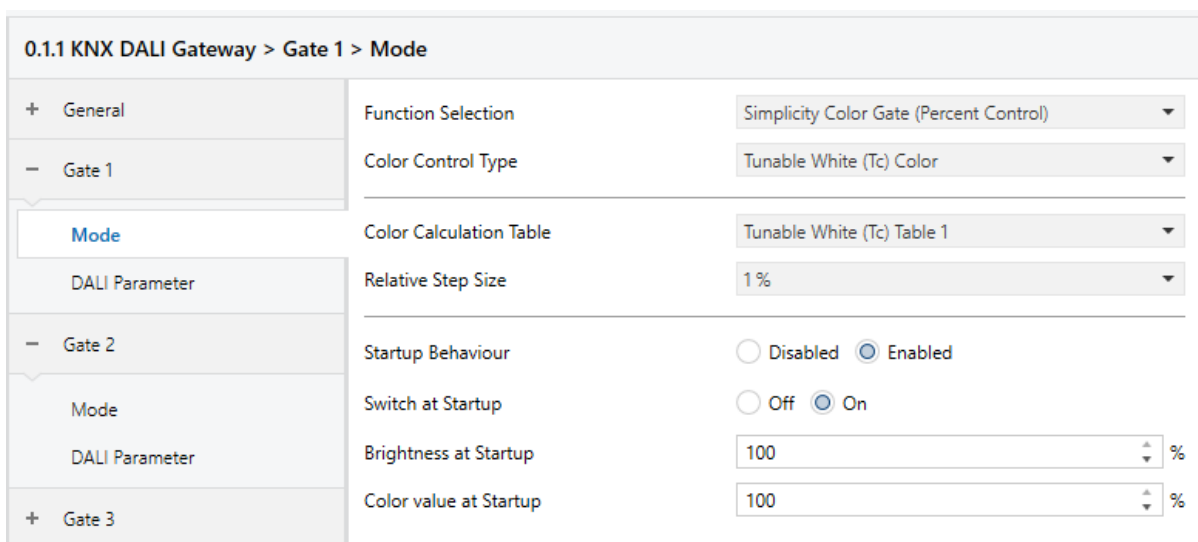 0.1.1 KNX DALI Gateway > Gate 1 > Mode
+ General
− Gate 1
Mode
DALI Parameter
− Gate 2
Mode
DALI Parameter
+ Gate 3
Function Selection Simplicity Color Gate (Percent Control)
Color Control Type Tunable White (Tc) Color
Color Calculation Table Tunable White (Tc) Table 1
Relative Step Size 1 %
Startup Behaviour Disabled Enabled
Switch at Startup Off On
Brightness at Startup 100 %
Color value at Startup 100 %